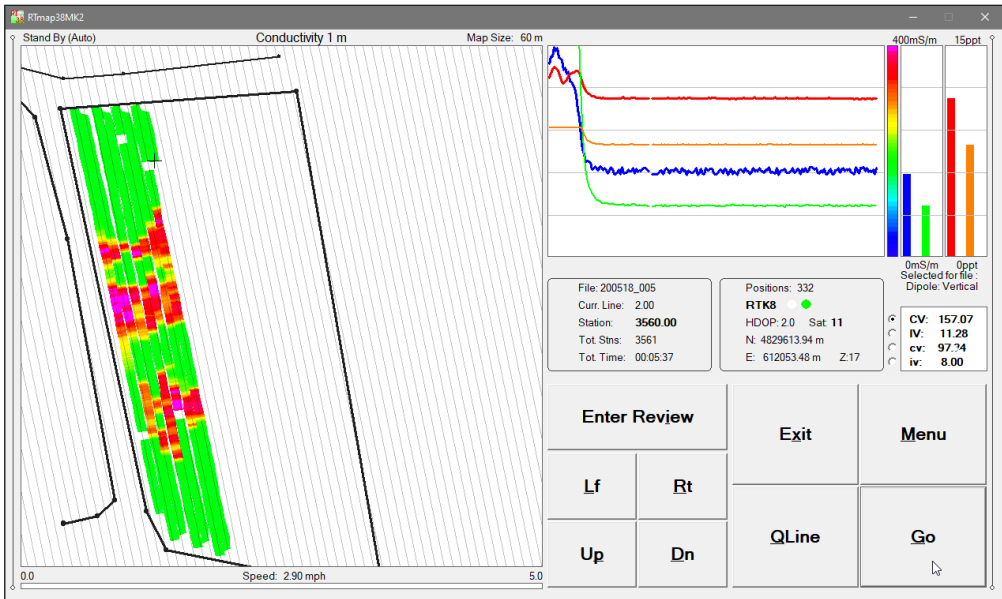 RTmap38MK2
Stand By (Auto) Conductivity 1 m Map Size: 60 m
400mS/m 15ppt
0mS/m 0ppt
Selected for file :
Dipole: Vertical
File: 200518_005
Curr. Line: 2.00
Station: 3560.00
Tot. Stns: 3561
Tot. Time: 00:05:37
Positions: 332
RTK8
HDOP: 2.0 Sat: 11
N: 4829613.94 m
E: 612053.48 m Z:17
CV: 157.07
IV: 11.28
cv:
iv: 8.00
Enter Review
Exit
Menu
Lf
Rt
Up
Dn
QLine
Go
0.0 Speed: 2.90 mph 5.0